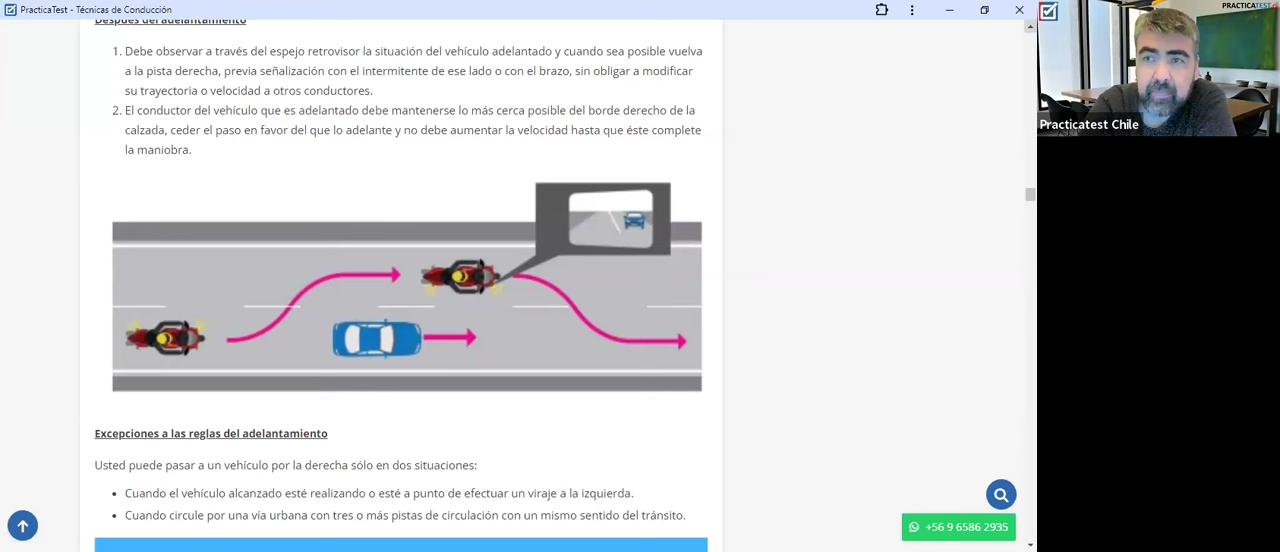 PracticaTest - Técnicas de Conducción
PRACTICATEST
Después del adelantamiento
1. Debe observar a través del espejo retrovisor la situación del vehículo adelantado y cuando sea posible vuelva
a la pista derecha, previa señalización con el intermitente de ese lado o con el brazo, sin obligar a modificar
su trayectoria o velocidad a otros conductores.
2. El conductor del vehículo que es adelantado debe mantenerse lo más cerca posible del borde derecho de la
calzada, ceder el paso en favor del que lo adelante y no debe aumentar la velocidad hasta que éste complete
la maniobra.
Practicatest Chile
Excepciones a las reglas del adelantamiento
Usted puede pasar a un vehículo por la derecha sólo en dos situaciones:
• Cuando el vehículo alcanzado esté realizando o esté a punto de efectuar un viraje a la izquierda.
• Cuando circule por una vía urbana con tres o más pistas de circulación con un mismo sentido del tránsito.
+56 9 6586 2935